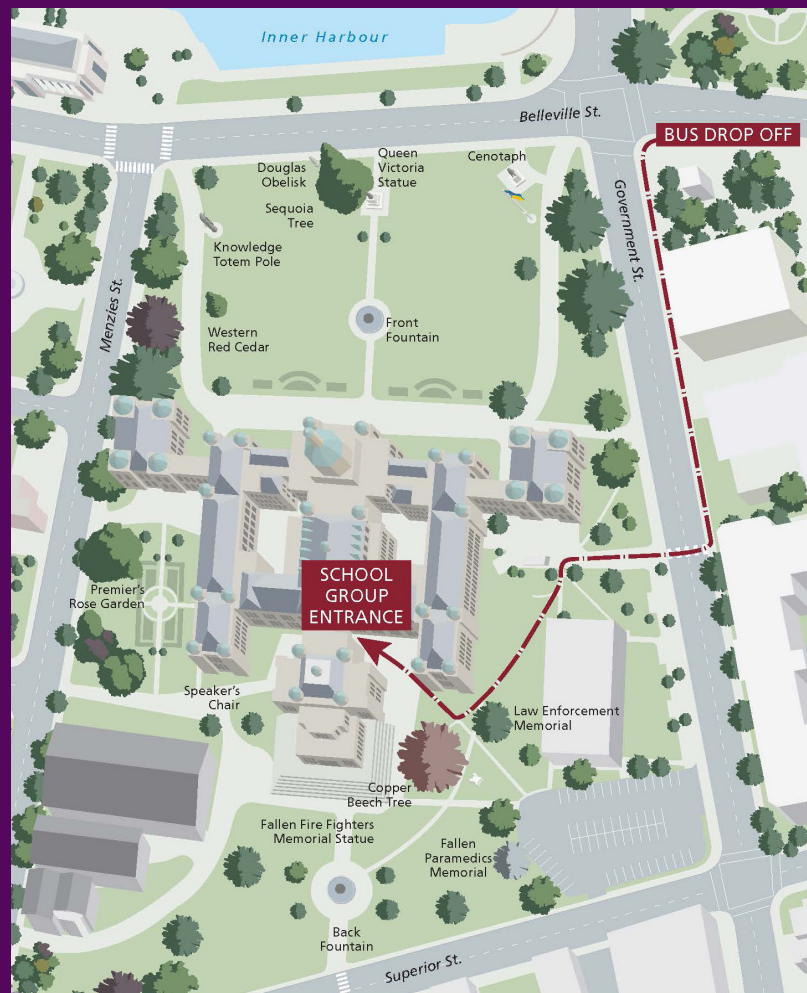 Inner Harbour
Belleville St.
BUS DROP OFF
Douglas
Obelisk
Queen
Victoria
Statue
Cenotaph
Sequoia
Tree
Government St.
Knowledge
Totem Pole
Menzies St.
Western
Red Cedar
Front
Fountain
SCHOOL
GROUP
ENTRANCE
Premier's
Rose Garden
Speaker's
Chair
Law Enforcement
Memorial
Copper
Beech Tree
Fallen Fire Fighters
Memorial Statue
Fallen
Paramedics
Memorial
Back
Fountain
Superior St.